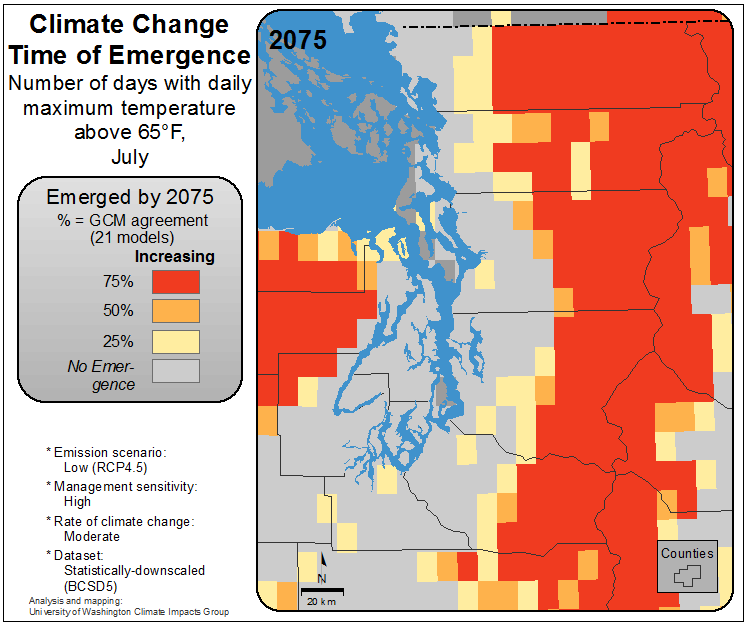 Climate Change
Time of Emergence
Number of days with daily
maximum temperature
above 65°F,
July
Emerged by 2075
% = GCM agreement
(21 models)
Increasing
75%
50%
25%
No Emer-
gence
* Emission scenario:
Low (RCP4.5)
* Management sensitivity:
High
* Rate of climate change:
Moderate
* Dataset:
Statistically-downscaled
(BCSD5)
Analysis and mapping:
University of Washington Climate Impacts Group
2075
N
20 km
Counties